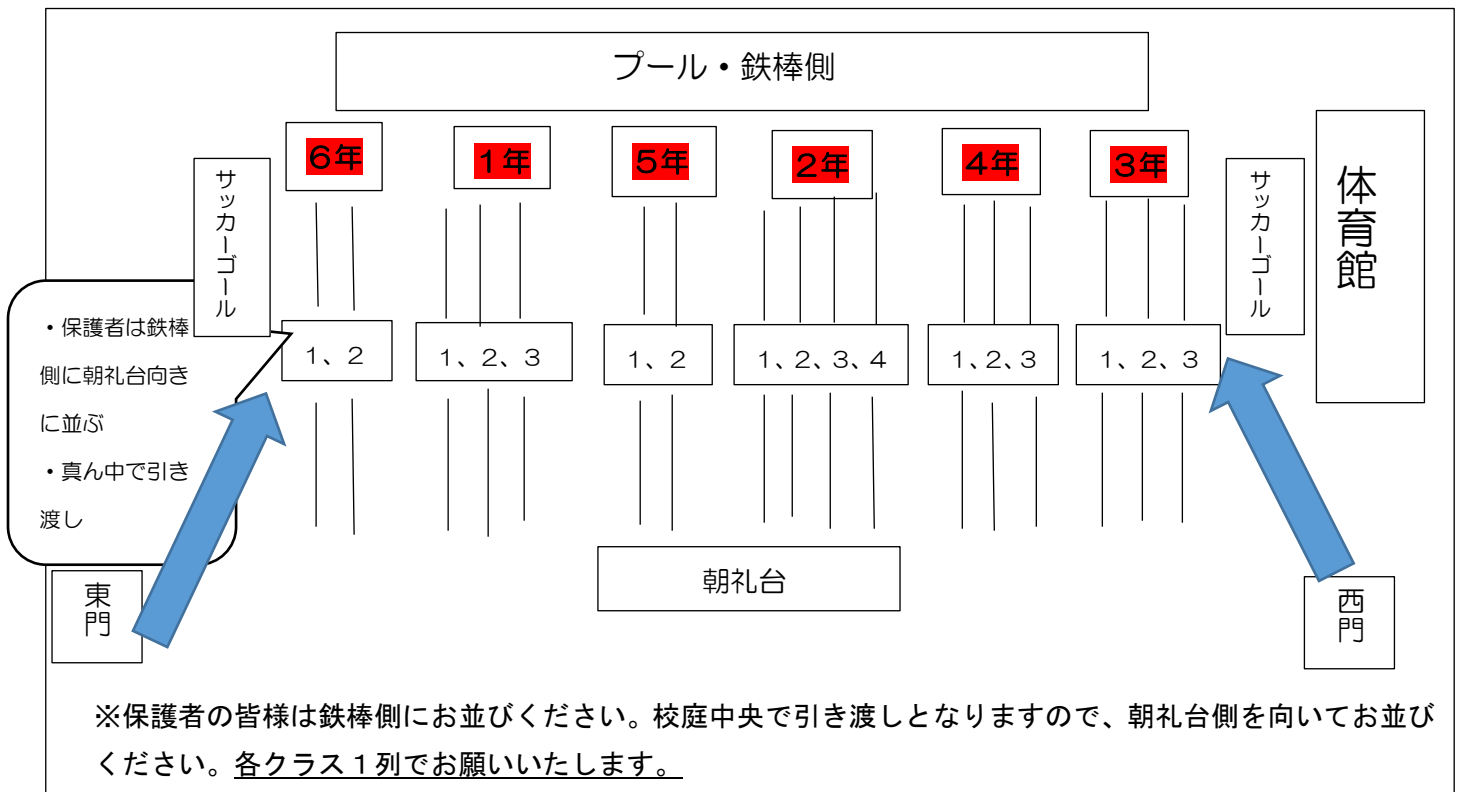 プール・鉄棒側
6年
1年
5年
2年
4年
3年
サッカーゴール
サッカーゴール
体育館
・保護者は鉄棒
側に朝礼台向き
に並ぶ
・真ん中で引き
渡し
1、2
1、2、3
1、2
1、2、3、4
1、2、3
1、2、3
朝礼台
東門
西門
※保護者の皆様は鉄棒側にお並びください。校庭中央で引き渡しとなりますので、朝礼台側を向いてお並び
ください。各クラス1列でお願いいたします。